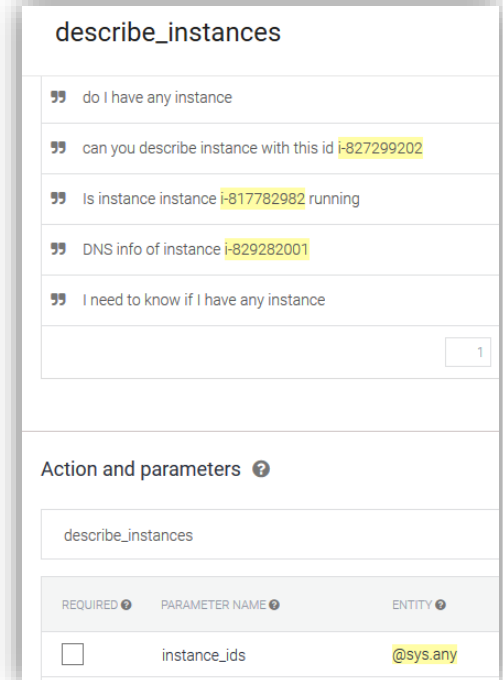 describe_instances
do I have any instance
can you describe instance with this id i-827299202
Is instance instance i-817782982 running
DNS info of instance i-829282001
I need to know if I have any instance
1
Action and parameters
describe_instances
REQUIRED PARAMETER NAME ENTITY
instance_ids @sys.any